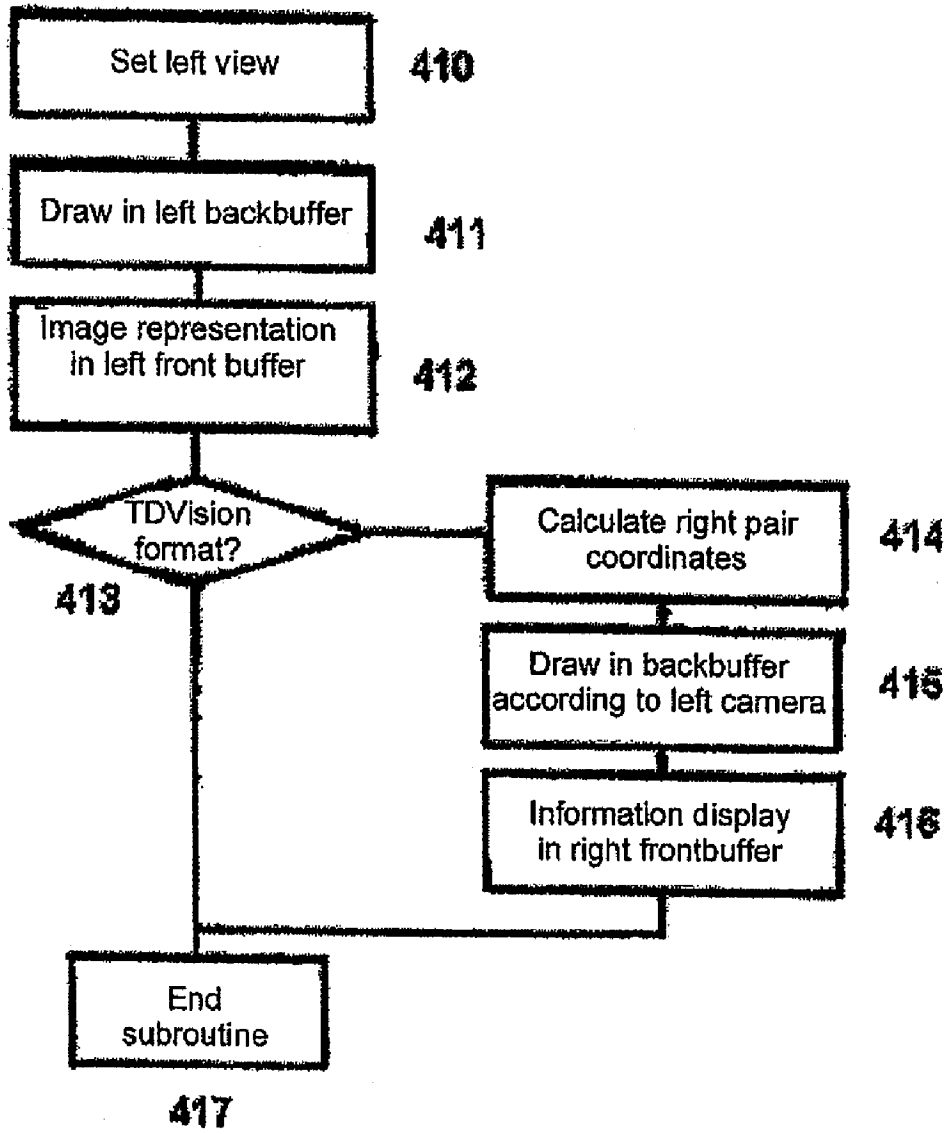 Set left view
410
Draw in left backbuffer
411
Image representation
in left front buffer
412
TDVision
format?
413
Calculate right pair
coordinates
414
Draw in backbuffer
according to left camera
415
Information display
in right frontbuffer
416
End
subroutine
417